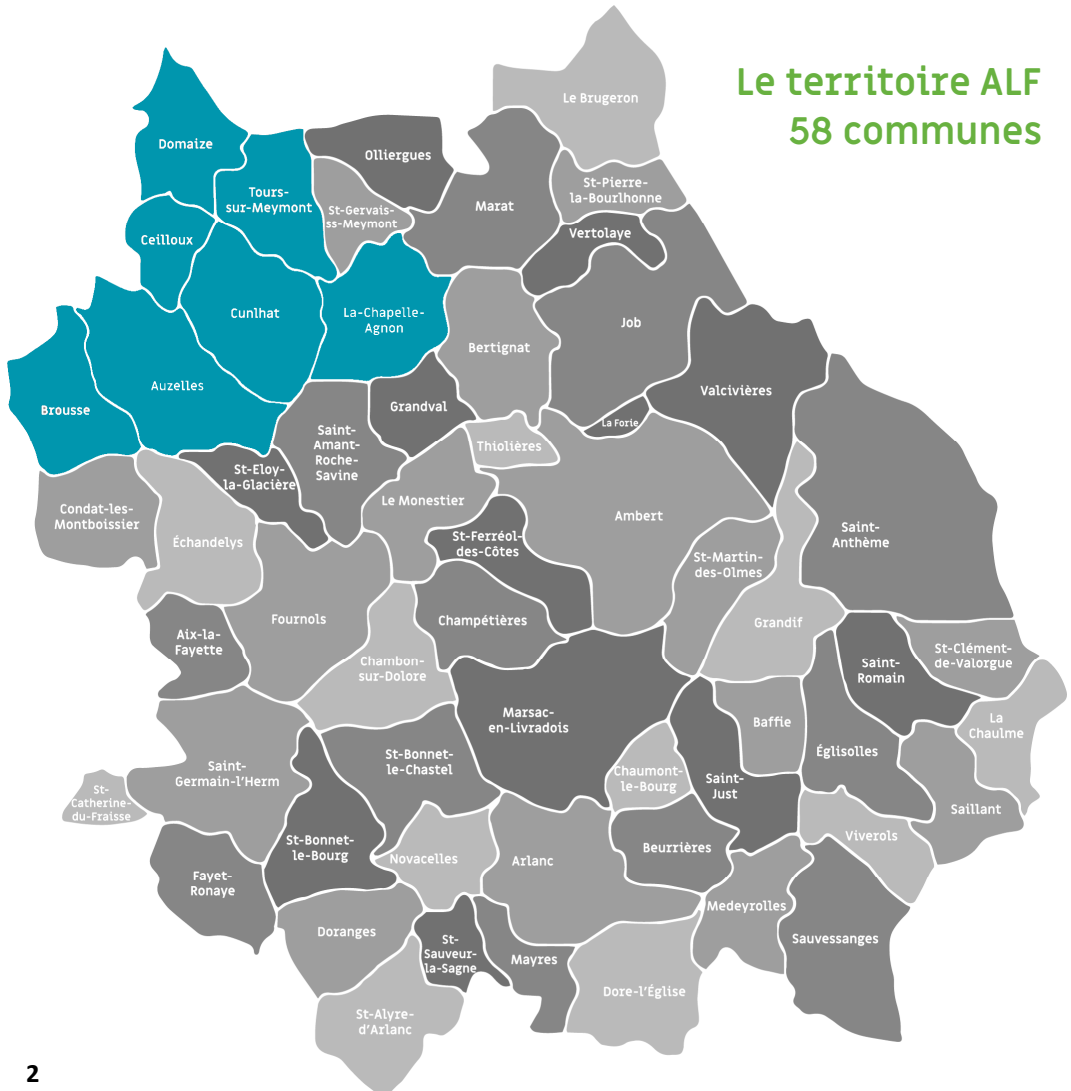 Le territoire ALF
58 communes
Le Brugeron
Domaize
Olliergues
Tours-
sur-Meymont
St-Gervais-
ss-Meymont
Marat
St-Pierre-
la-Bourlhonne
Vertolaye
Ceilloux
Cunlhat
La-Chapelle-
Agnon
Job
Bertignat
Auzelles
Brousse
Grandval
Valcivières
La Forie
Saint-
Amant-
Roche-
Savine
Thiolières
St-Eloy-
la-Glacière
Le Monestier
Condat-les-
Montboissier
Échandelys
Ambert
St-Ferréol-
des-Côtes
Saint-
Anthème
St-Martin-
des-Olmes
Fournols
Champétières
Grandif
Aix-la-
Fayette
Chambon-
sur-Dolore
Saint-
Romain
St-Clément-
de-Valorgue
Marsac-
en-Livradois
Baffie
La
Chaulme
Églisolles
St-Bonnet-
le-Chastel
Saint-
Germain-l'Herm
Chaumont-
le-Bourg
Saint-
Just
St-
Catherine-
du-Fraisse
Saillant
St-Bonnet-
le-Bourg
Viverols
Novacelles
Arlanc
Beurrières
Fayet-
Ronaye
Medeyrolles
Doranges
St-
Sauveur-
la-Sagne
Mayres
Sauvessanges
Dore-l'Église
St-Alyre-
d'Arlanc
2